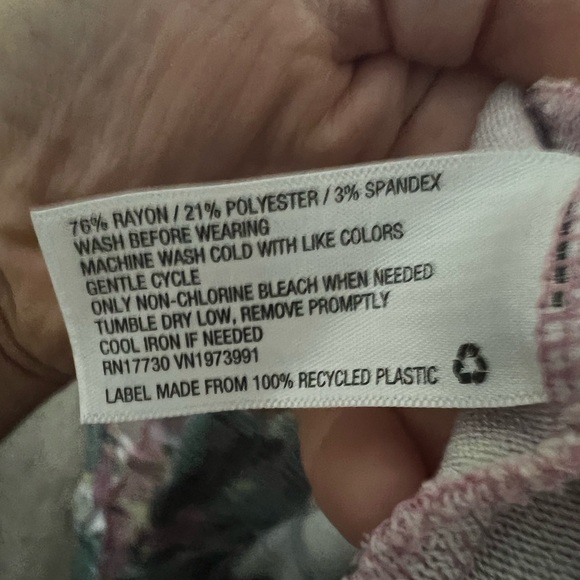 76% RAYON / 21% POLYESTER / 3% SPANDEX
WASH BEFORE WEARING
MACHINE WASH COLD WITH LIKE COLORS
GENTLE CYCLE
ONLY NON-CHLORINE BLEACH WHEN NEEDED
TUMBLE DRY LOW, REMOVE PROMPTLY
COOL IRON IF NEEDED
RN17730 VN1973991
LABEL MADE FROM 100% RECYCLED PLASTIC